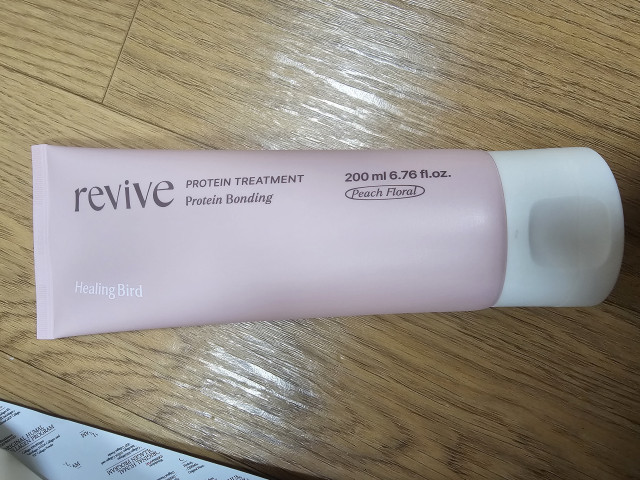 revive
PROTEIN TREATMENT
Protein Bonding
200 ml 6.76 fl.oz.
Peach Floral
Healing Bird